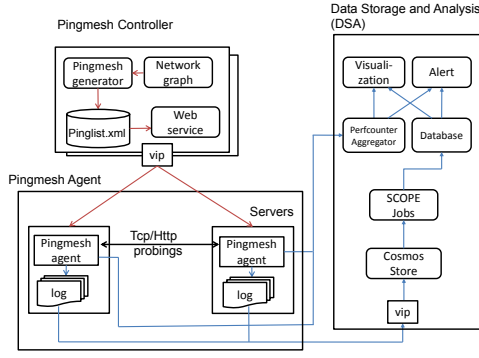 Pingmesh Controller
Pingmesh
generator
Network
graph
Pinglist.xml
Web
service
vip
Pingmesh Agent
Servers
Pingmesh
agent
log
Tcp/Http
probings
Pingmesh
agent
log
Data Storage and Analysis
(DSA)
Visuali-
zation
Alert
Perfcounter
Aggregator
Database
SCOPE
Jobs
Cosmos
Store
vip